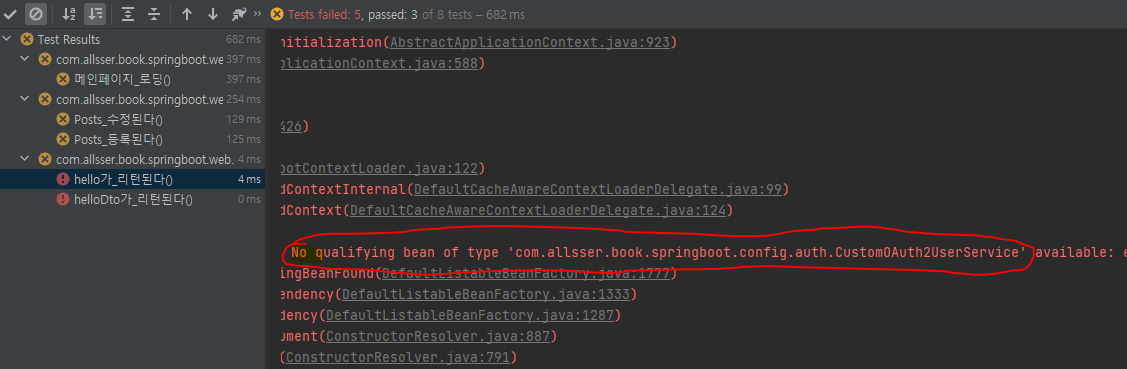 Tests failed: 5, passed: 3 of 8 tests – 682 ms
Test Results 682 ms
com.allsser.book.springboot.we 397 ms
메인페이지_로딩() 397 ms
com.allsser.book.springboot.we 254 ms
Posts_수정된다() 129 ms
Posts_등록된다() 125 ms
com.allsser.book.springboot.web. 4 ms
hello가_리턴된다() 4 ms
helloDto가_리턴된다() 0 ms
nitialization(AbstractApplicationContext.java:923)
plicationContext.java:588)
426)
ootContextLoader.java:122)
dContextInternal(DefaultCacheAwareContextLoaderDelegate.java:99)
dContext(DefaultCacheAwareContextLoaderDelegate.java:124)
No qualifying bean of type 'com.allsser.book.springboot.config.auth.CustomOAuth2UserService' available: e
ingBeanFound(DefaultListableBeanFactory.java:1777)
endency(DefaultListableBeanFactory.java:1333)
dency(DefaultListableBeanFactory.java:1287)
ument(ConstructorResolver.java:887)
(ConstructorResolver.java:791)